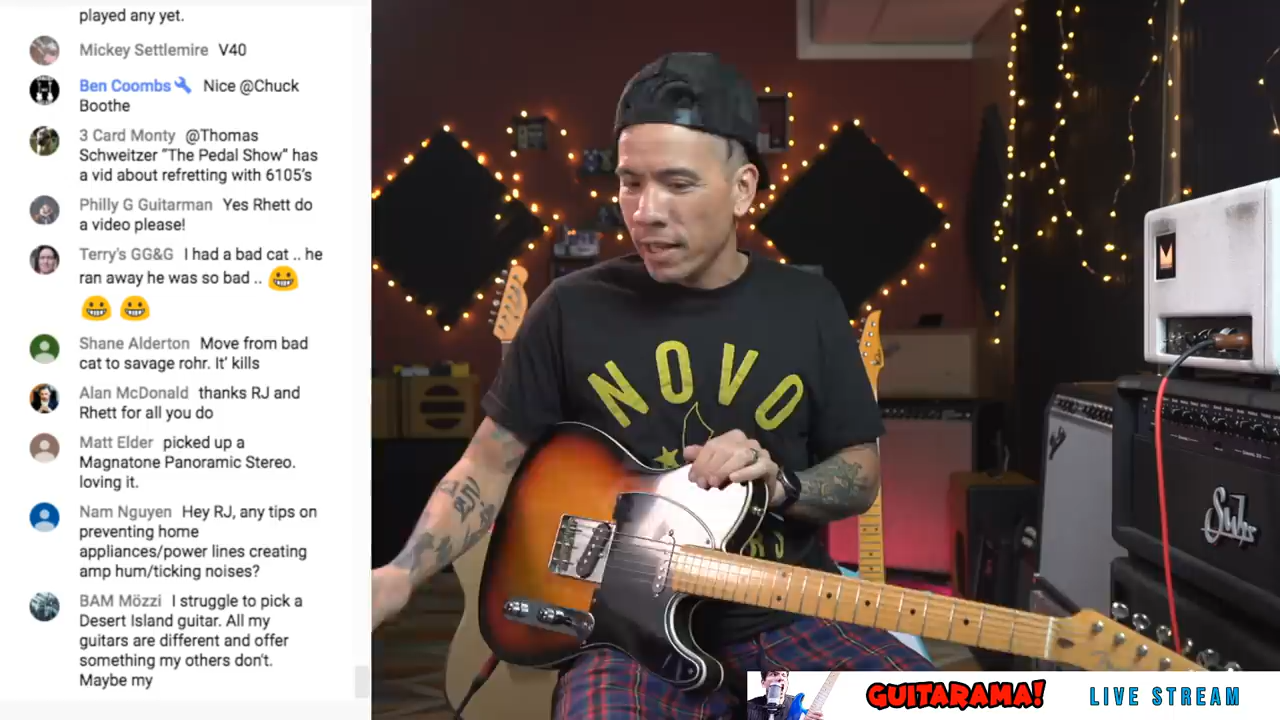 played any yet.
Mickey Settlemire V40
Ben Coombs Nice @Chuck
Boothe
3 Card Monty @Thomas
Schweitzer "The Pedal Show" has
a vid about refretting with 6105's
Philly G Guitarman Yes Rhett do
a video please!
Terry's GG&G I had a bad cat .. he
ran away he was so bad .. 😬
😬 😬
Shane Alderton Move from bad
cat to savage rohr. It' kills
Alan McDonald thanks RJ and
Rhett for all you do
Matt Elder picked up a
Magnatone Panoramic Stereo.
loving it.
Nam Nguyen Hey RJ, any tips on
preventing home
appliances/power lines creating
amp hum/ticking noises?
BAM Mözzi I struggle to pick a
Desert Island guitar. All my
guitars are different and offer
something my others don't.
Maybe my
NOVO
Suhr
GUITARAMA!
LIVE STREAM